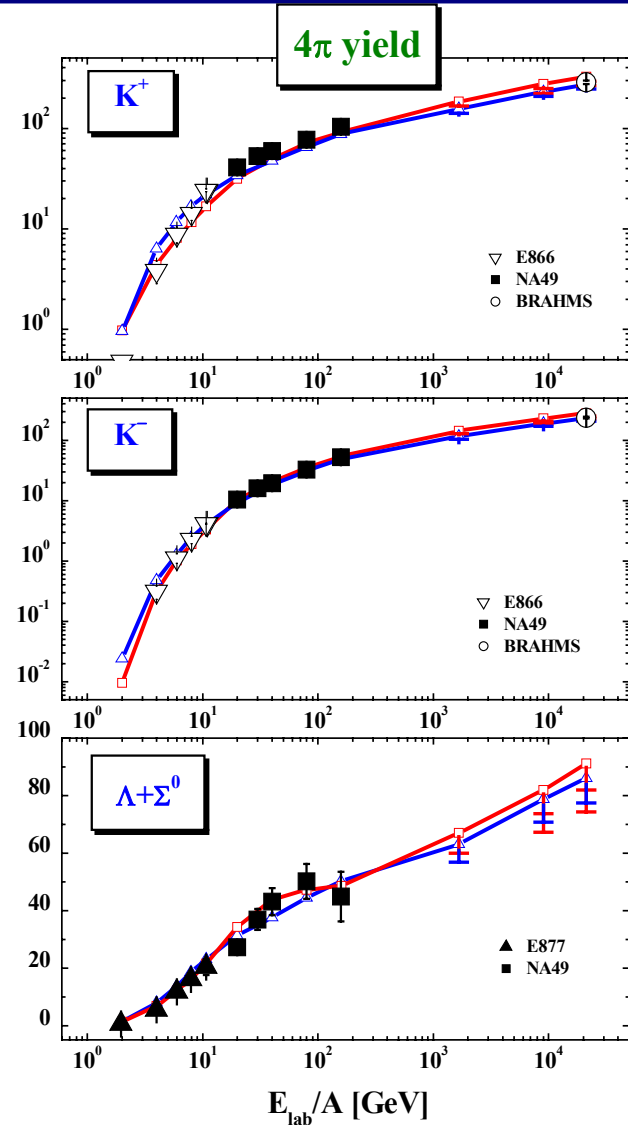 4π yield
K⁺
10²
10¹
10⁰
▽ E866
■ NA49
○ BRAHMS
10⁰ 10¹ 10² 10³ 10⁴
K⁻
10²
10¹
10⁰
10⁻¹
10⁻²
▽ E866
■ NA49
○ BRAHMS
10⁰ 10¹ 10² 10³ 10⁴
100
80
60
40
20
0
Λ+Σ⁰
▲ E877
■ NA49
10⁰ 10¹ 10² 10³ 10⁴
E_lab/A [GeV]